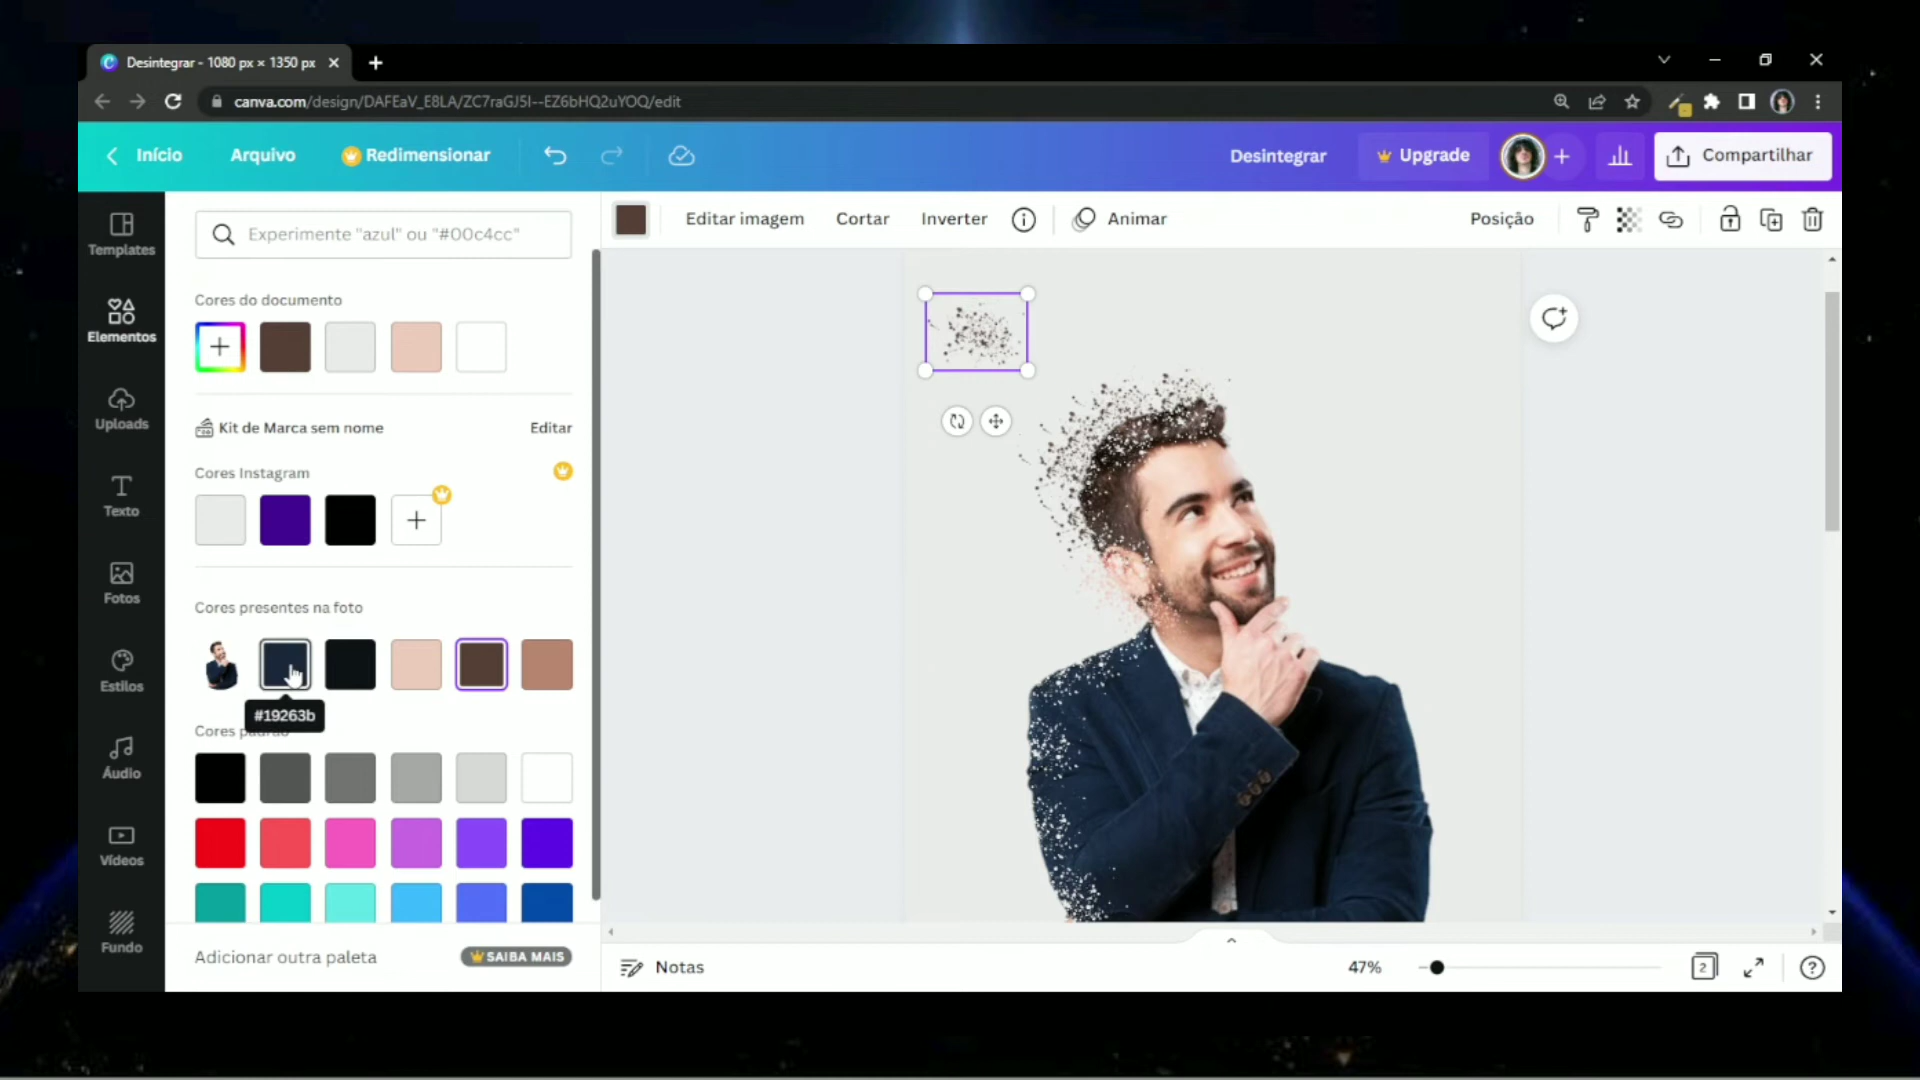 Desintegrar - 1080 px × 1350 px
canva.com/design/DAFEaV_E8LA/ZC7raGJ5I--EZ6bHQ2uYOQ/edit
Início
Arquivo
Redimensionar
Desintegrar
Upgrade
Compartilhar
Templates
Elementos
Uploads
Texto
Fotos
Estilos
Áudio
Vídeos
Fundo
Experimente "azul" ou "#00c4cc"
Cores do documento
Kit de Marca sem nome
Editar
Cores Instagram
Cores presentes na foto
#19263b
Cores padrão
Adicionar outra paleta
SAIBA MAIS
Editar imagem
Cortar
Inverter
Animar
Posição
Notas
47%
2